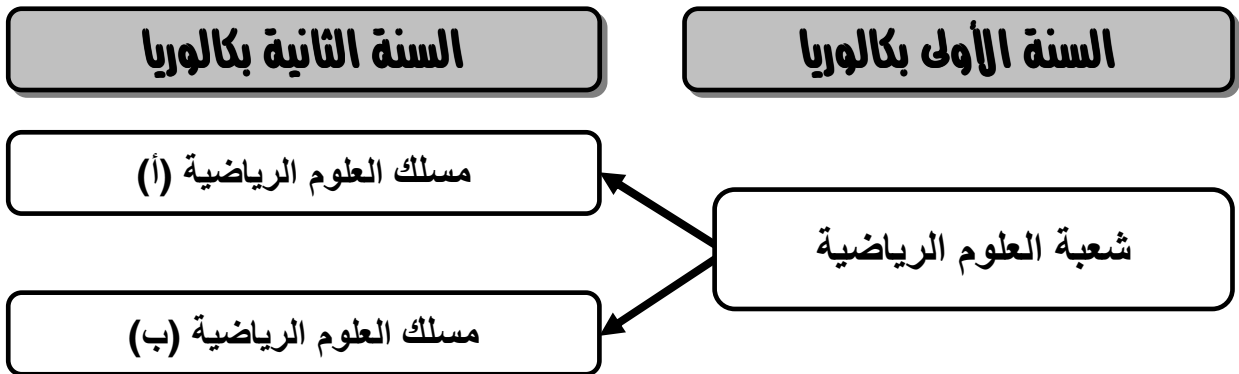 السنة الأولى بكالوريا
السنة الثانية بكالوريا
شعبة العلوم الرياضية
مسلك العلوم الرياضية (أ)
مسلك العلوم الرياضية (ب)